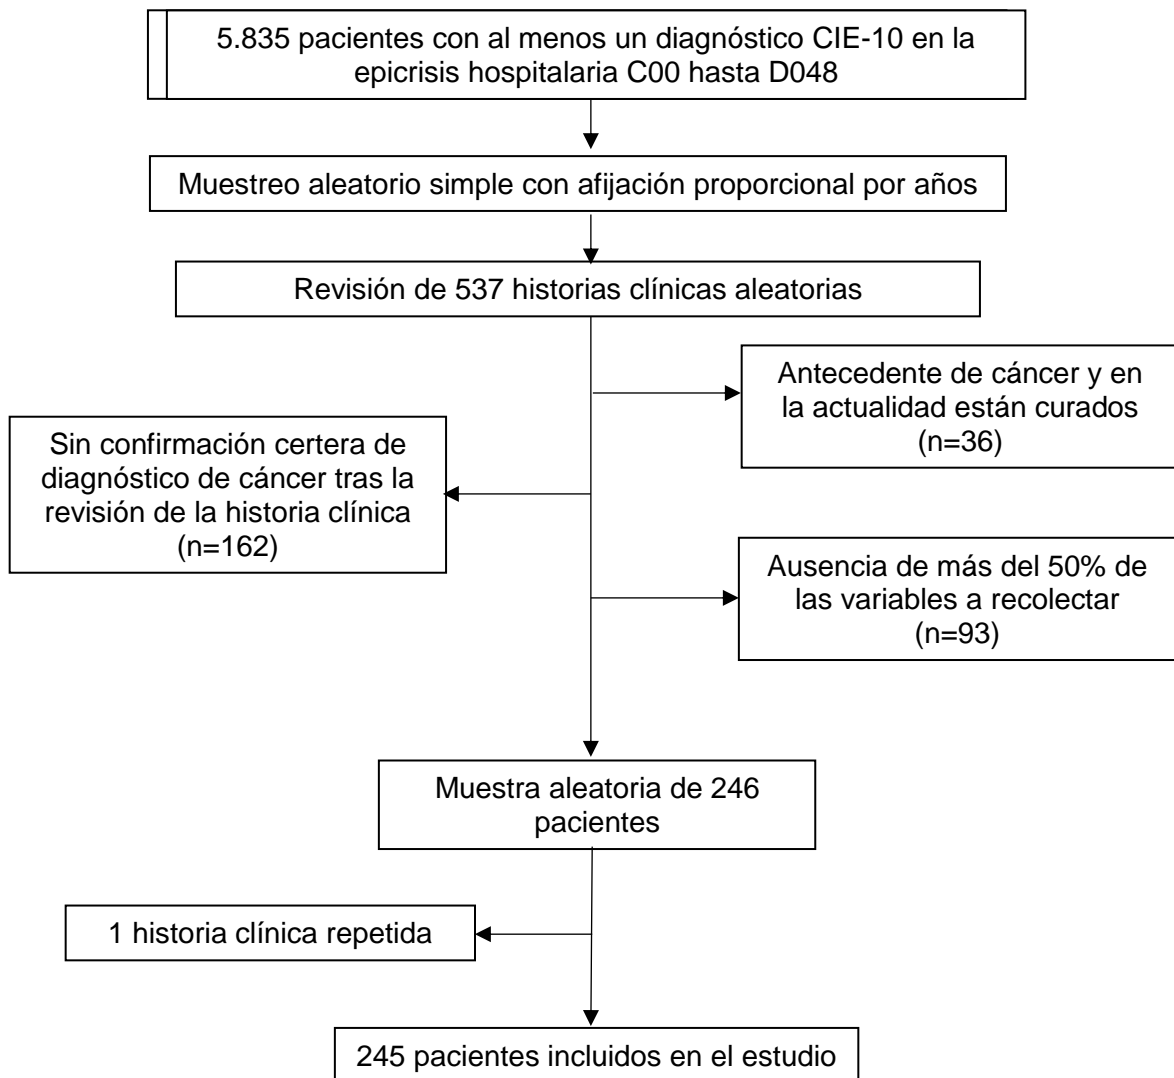 5.835 pacientes con al menos un diagnóstico CIE-10 en la
epicrisis hospitalaria C00 hasta D048
Muestreo aleatorio simple con afijación proporcional por años
Revisión de 537 historias clínicas aleatorias
Antecedente de cáncer y en
la actualidad están curados
(n=36)
Sin confirmación certera de
diagnóstico de cáncer tras la
revisión de la historia clínica
(n=162)
Ausencia de más del 50% de
las variables a recolectar
(n=93)
Muestra aleatoria de 246
pacientes
1 historia clínica repetida
245 pacientes incluidos en el estudio